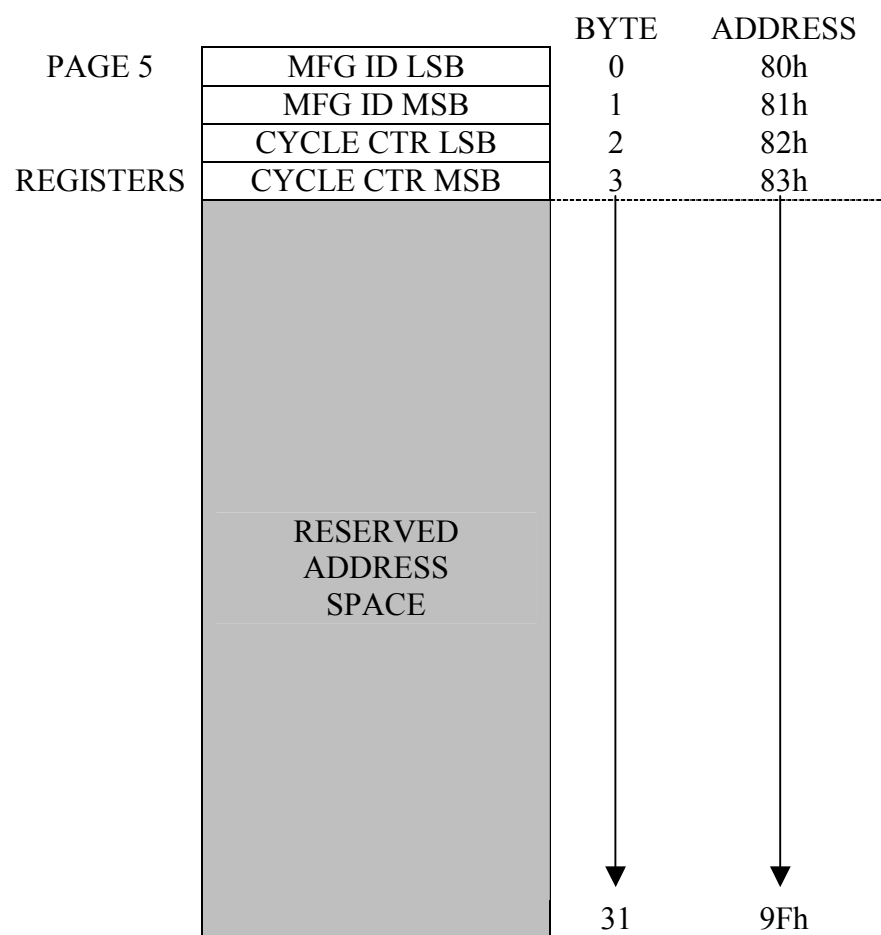 BYTE ADDRESS
PAGE 5 MFG ID LSB 0 80h
MFG ID MSB 1 81h
CYCLE CTR LSB 2 82h
REGISTERS CYCLE CTR MSB 3 83h
RESERVED
ADDRESS
SPACE
31 9Fh